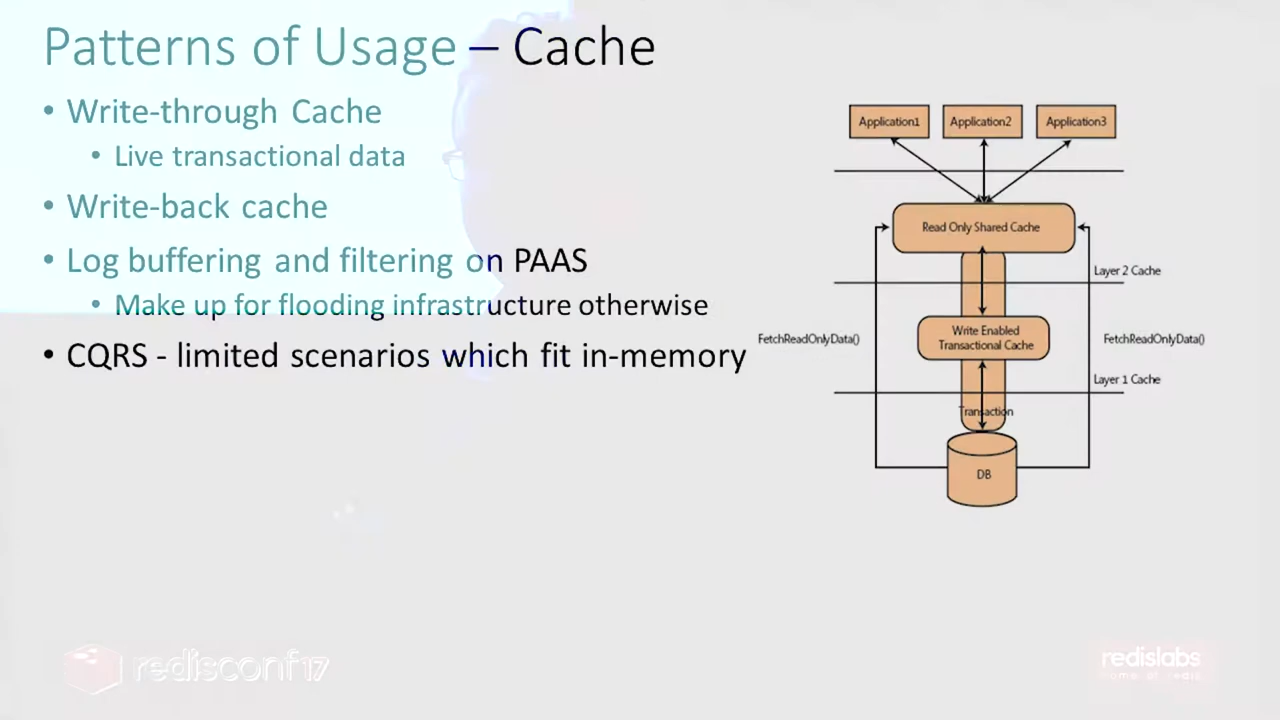 Patterns of Usage – Cache
• Write-through Cache
• Live transactional data
• Write-back cache
• Log buffering and filtering on PAAS
• Make up for flooding infrastructure otherwise
• CQRS - limited scenarios which fit in-memory
Application1 Application2 Application3
Read Only Shared Cache
Layer 2 Cache
Write Enabled
Transactional Cache
FetchReadOnlyData() FetchReadOnlyData()
Layer 1 Cache
Transaction
DB
redisconf17
redislabs
home of redis